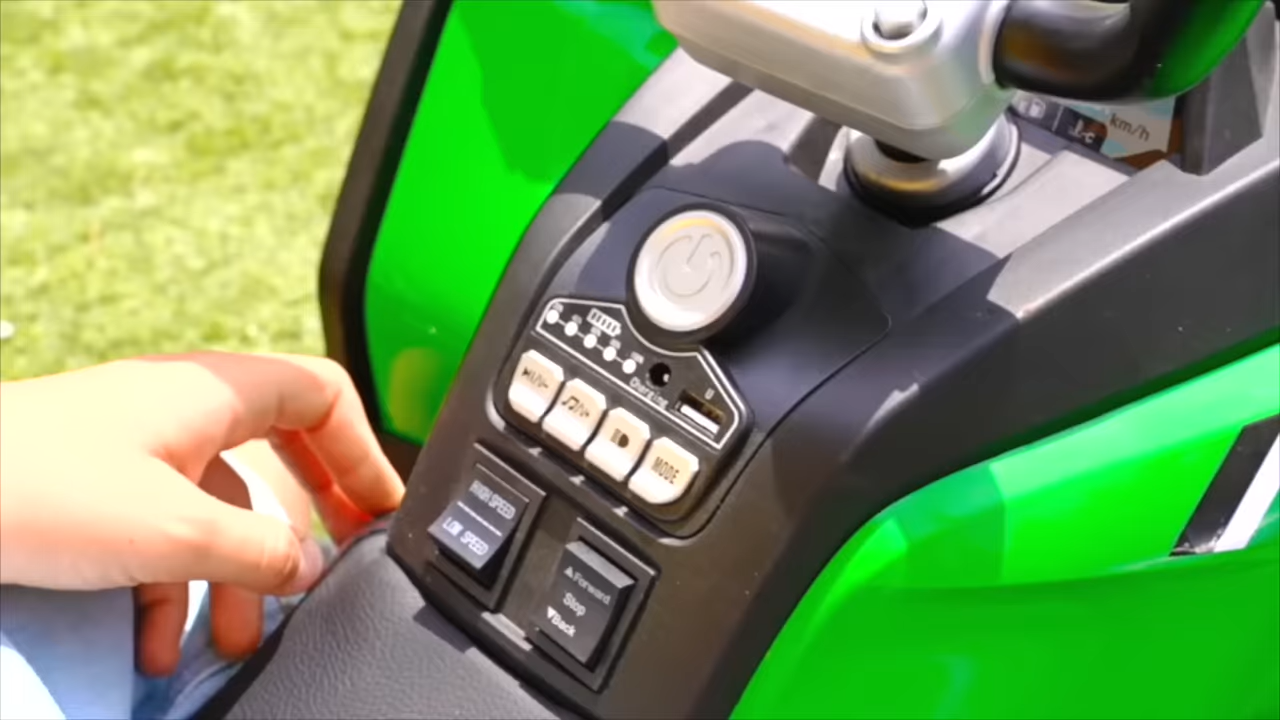 km/h
Charging
U
MODE
HIGH SPEED
LOW SPEED
▲Forward
Stop
▼Back